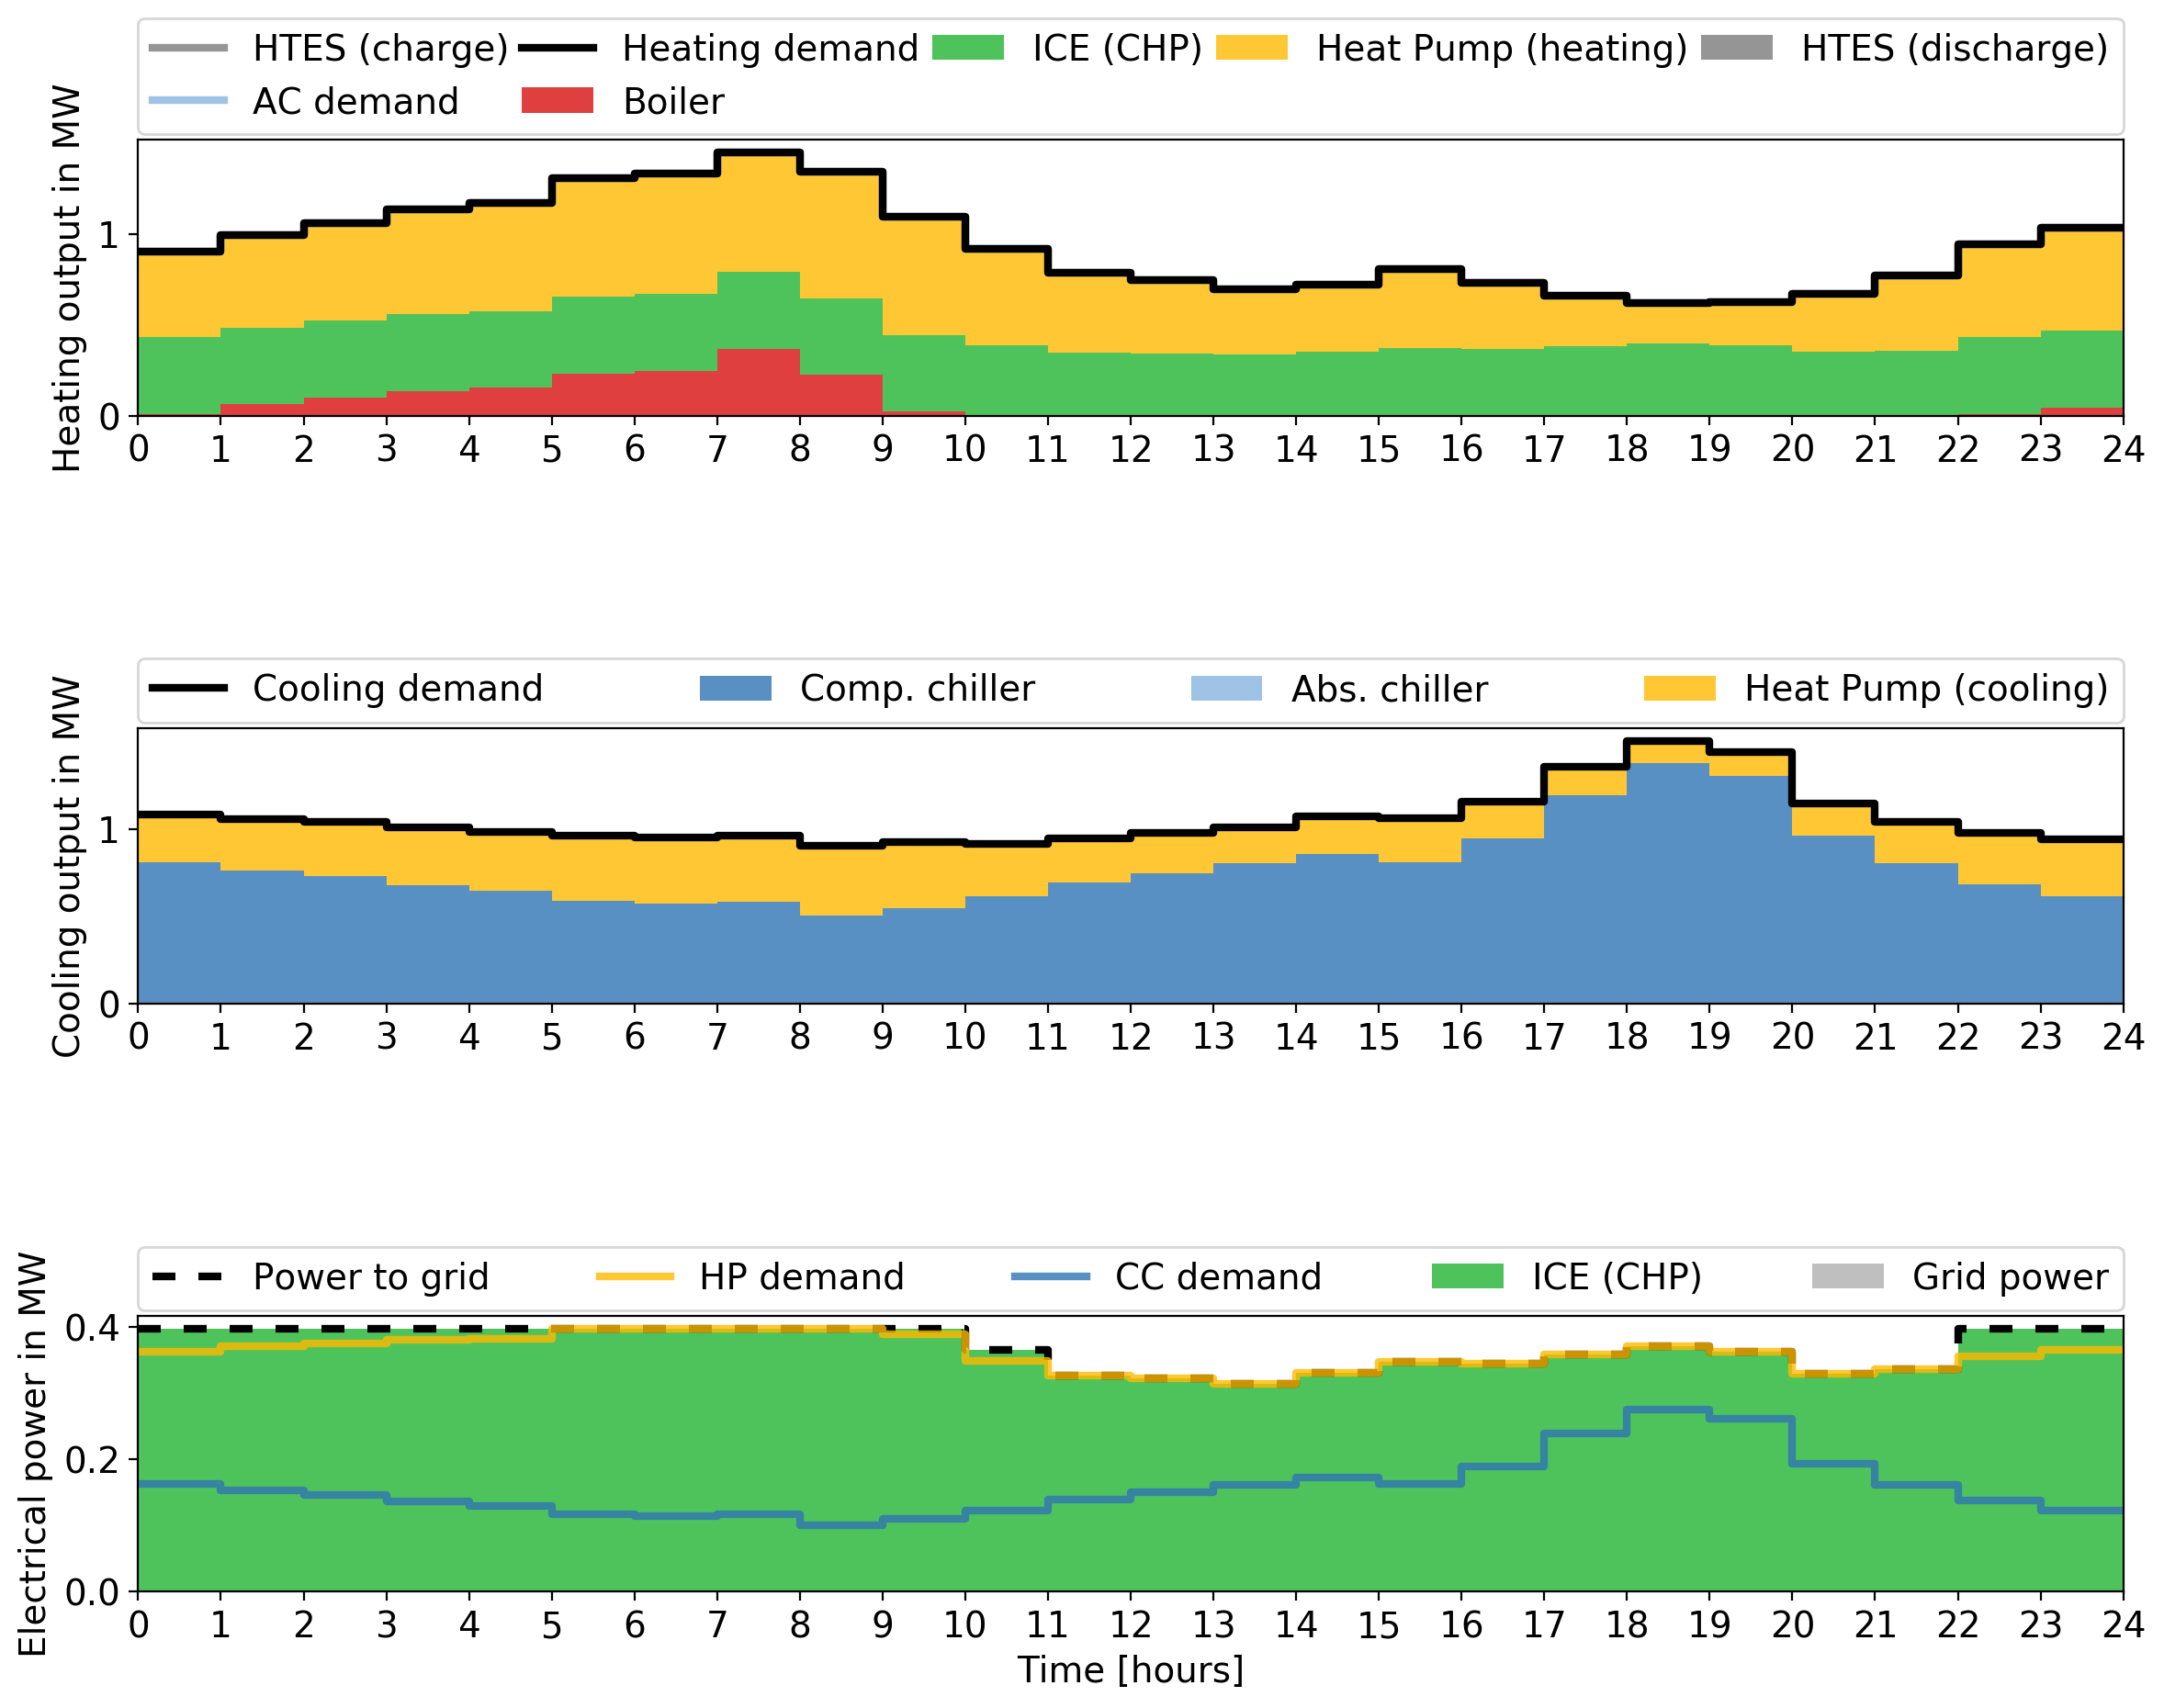 HTES (charge) Heating demand ICE (CHP) Heat Pump (heating) HTES (discharge)
AC demand Boiler
Heating output in MW
1
0
0 1 2 3 4 5 6 7 8 9 10 11 12 13 14 15 16 17 18 19 20 21 22 23 24
Cooling demand Comp. chiller Abs. chiller Heat Pump (cooling)
Cooling output in MW
1
0
0 1 2 3 4 5 6 7 8 9 10 11 12 13 14 15 16 17 18 19 20 21 22 23 24
Power to grid HP demand CC demand ICE (CHP) Grid power
Electrical power in MW
0.4
0.2
0.0
0 1 2 3 4 5 6 7 8 9 10 11 12 13 14 15 16 17 18 19 20 21 22 23 24
Time [hours]